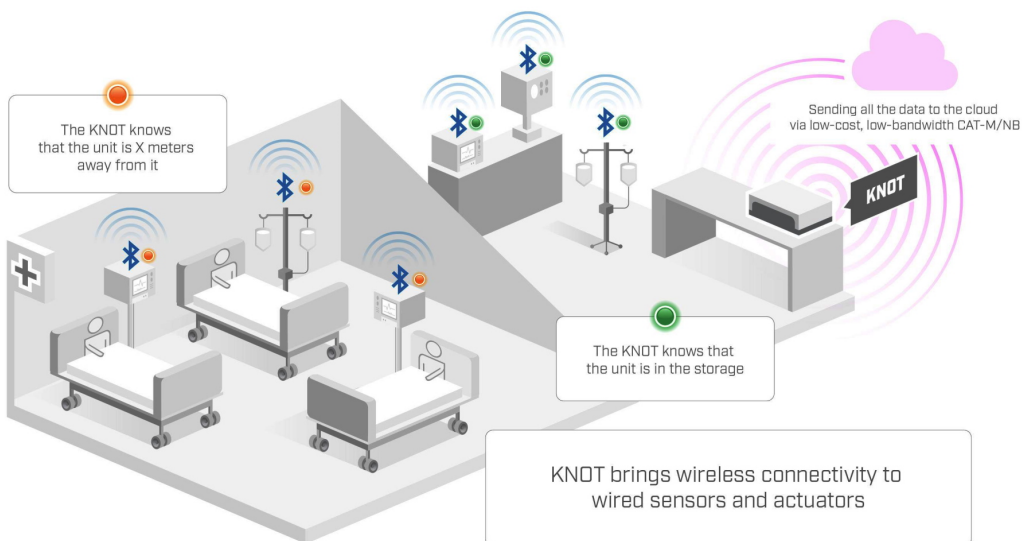 The KNOT knows
that the unit is X meters
away from it
Sending all the data to the cloud
via low-cost, low-bandwidth CAT-M/NB
KNOT
The KNOT knows that
the unit is in the storage
KNOT brings wireless connectivity to
wired sensors and actuators